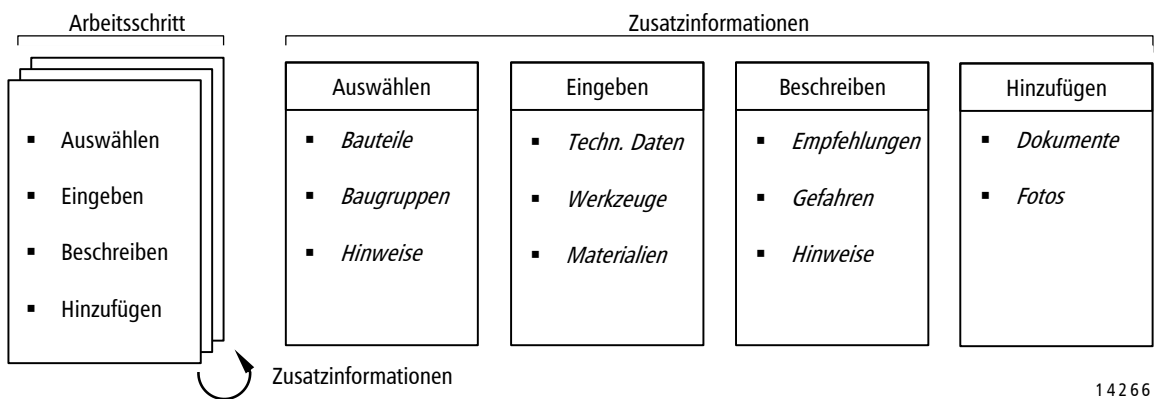 Arbeitsschritt
Auswählen
Eingeben
Beschreiben
Hinzufügen
Zusatzinformationen
Zusatzinformationen
Auswählen
Bauteile
Baugruppen
Hinweise
Eingeben
Techn. Daten
Werkzeuge
Materialien
Beschreiben
Empfehlungen
Gefahren
Hinweise
Hinzufügen
Dokumente
Fotos
14266